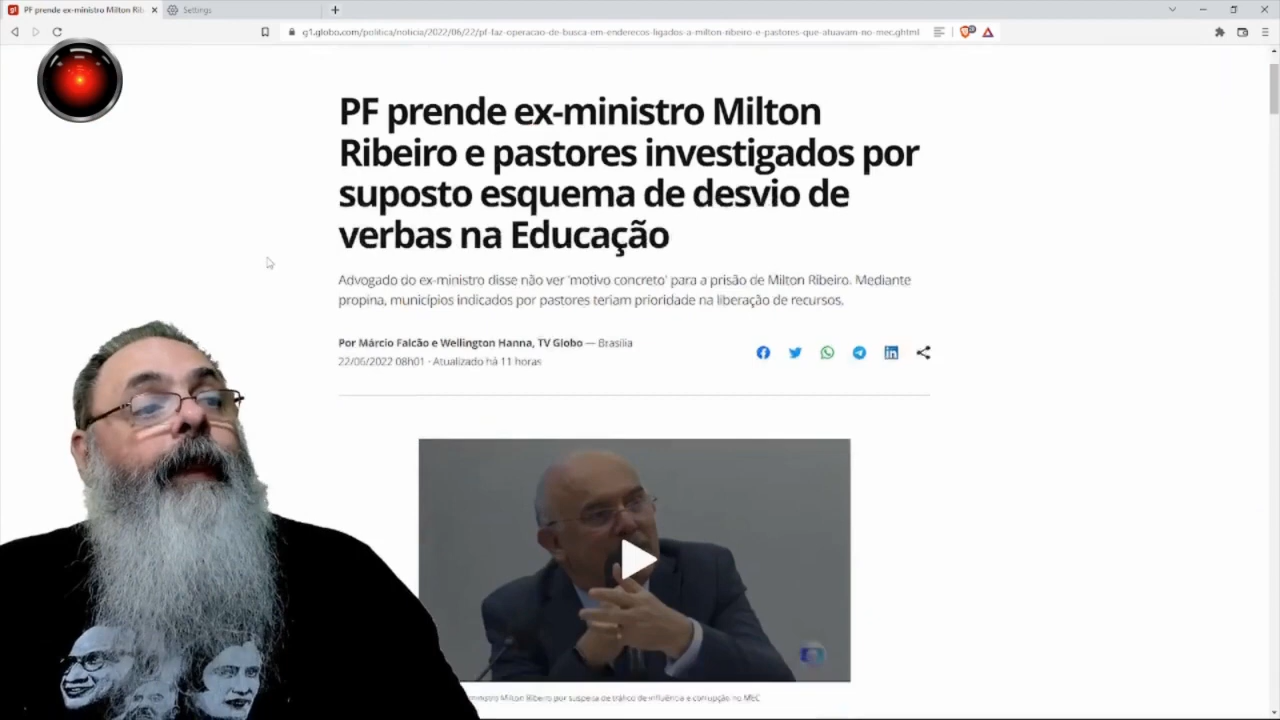 PF prende ex-ministro Milton Rib
Settings
g1.globo.com/politica/noticia/2022/06/22/pf-faz-operacao-de-busca-em-enderecos-ligados-a-milton-ribeiro-e-pastores-que-atuavam-no-mec.ghtml
PF prende ex-ministro Milton
Ribeiro e pastores investigados por
suposto esquema de desvio de
verbas na Educação
Advogado do ex-ministro disse não ver 'motivo concreto' para a prisão de Milton Ribeiro. Mediante
propina, municípios indicados por pastores teriam prioridade na liberação de recursos.
Por Márcio Falcão e Wellington Hanna, TV Globo — Brasília
22/06/2022 08h01 · Atualizado há 11 horas
Milton Ribeiro por suspeita de tráfico de influência e corrupção no MEC